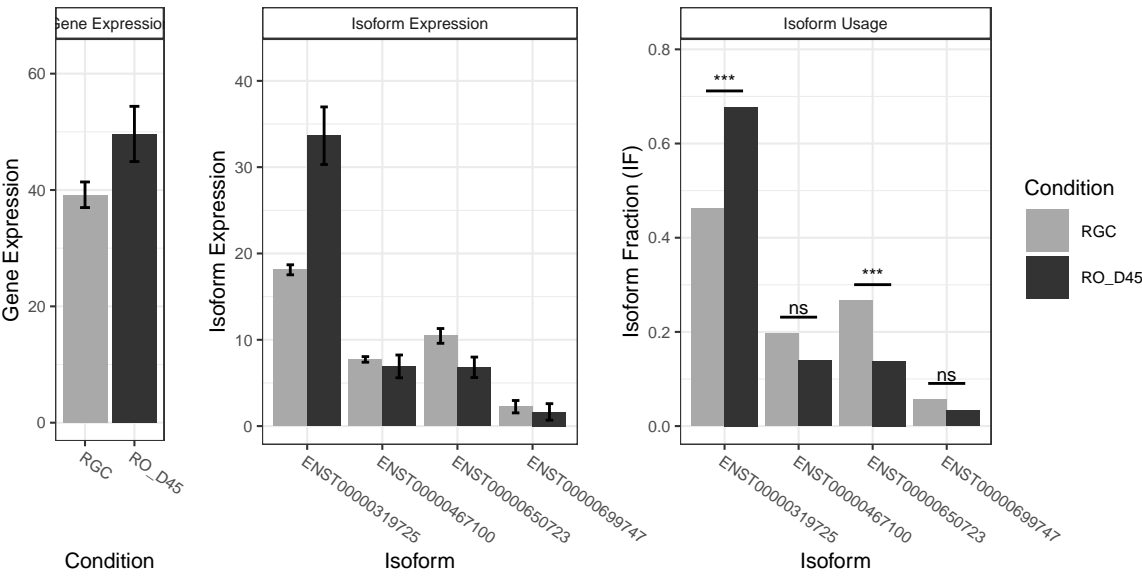 Gene Expression
Isoform Expression
Isoform Usage
Gene Expression
60
40
20
0
RGC
RO_D45
Condition
Isoform Expression
40
30
20
10
0
ENST00000319725
ENST00000467100
ENST00000650723
ENST00000699747
Isoform
Isoform Fraction (IF)
0.8
0.6
0.4
0.2
0.0
***
ns
***
ns
ENST00000319725
ENST00000467100
ENST00000650723
ENST00000699747
Isoform
Condition
RGC
RO_D45